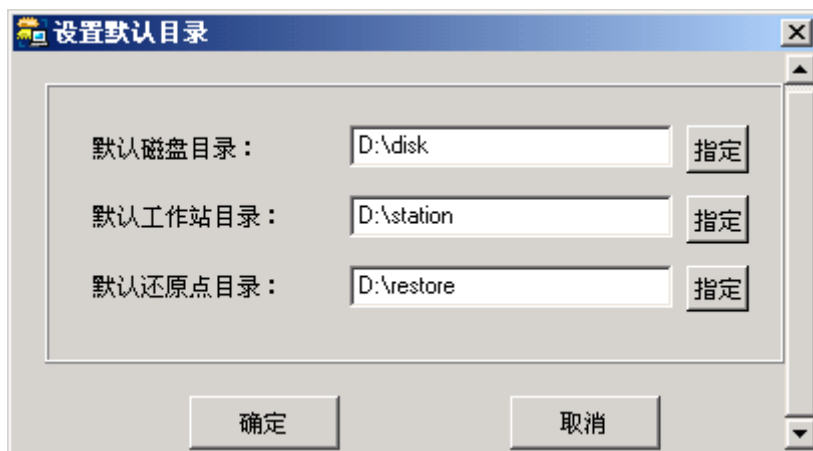 设置默认目录
默认磁盘目录： D:\disk 指定
默认工作站目录： D:\station 指定
默认还原点目录： D:\restore 指定
确定 取消